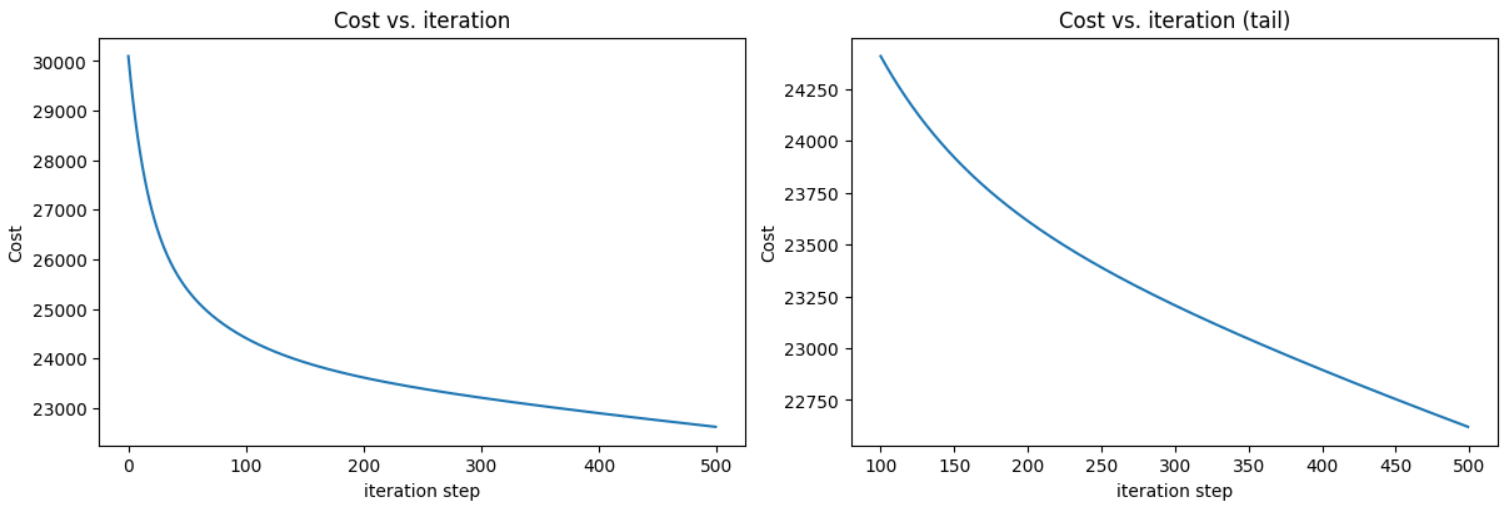 Cost vs. iteration
Cost
30000
29000
28000
27000
26000
25000
24000
23000
0 100 200 300 400 500
iteration step
Cost vs. iteration (tail)
Cost
24250
24000
23750
23500
23250
23000
22750
100 150 200 250 300 350 400 450 500
iteration step